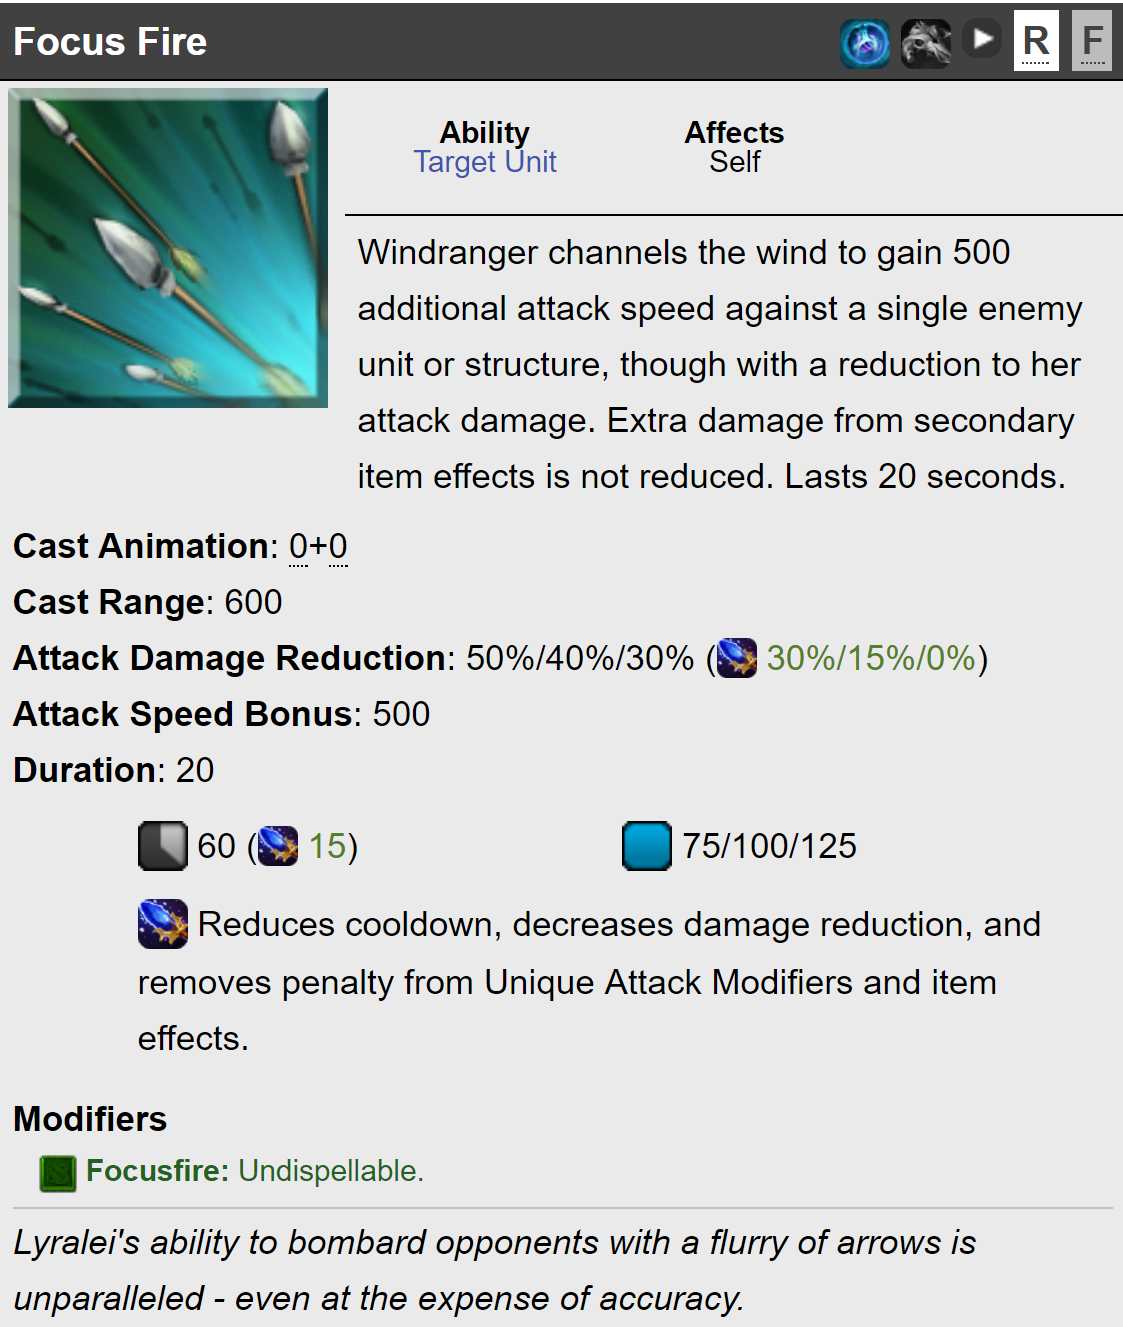 Focus Fire R F
Ability Affects
Target Unit Self
Windranger channels the wind to gain 500
additional attack speed against a single enemy
unit or structure, though with a reduction to her
attack damage. Extra damage from secondary
item effects is not reduced. Lasts 20 seconds.
Cast Animation: 0+0
Cast Range: 600
Attack Damage Reduction: 50%/40%/30% ( 30%/15%/0%)
Attack Speed Bonus: 500
Duration: 20
60 ( 15) 75/100/125
Reduces cooldown, decreases damage reduction, and
removes penalty from Unique Attack Modifiers and item
effects.
Modifiers
Focusfire: Undispellable.
Lyralei's ability to bombard opponents with a flurry of arrows is
unparalleled - even at the expense of accuracy.